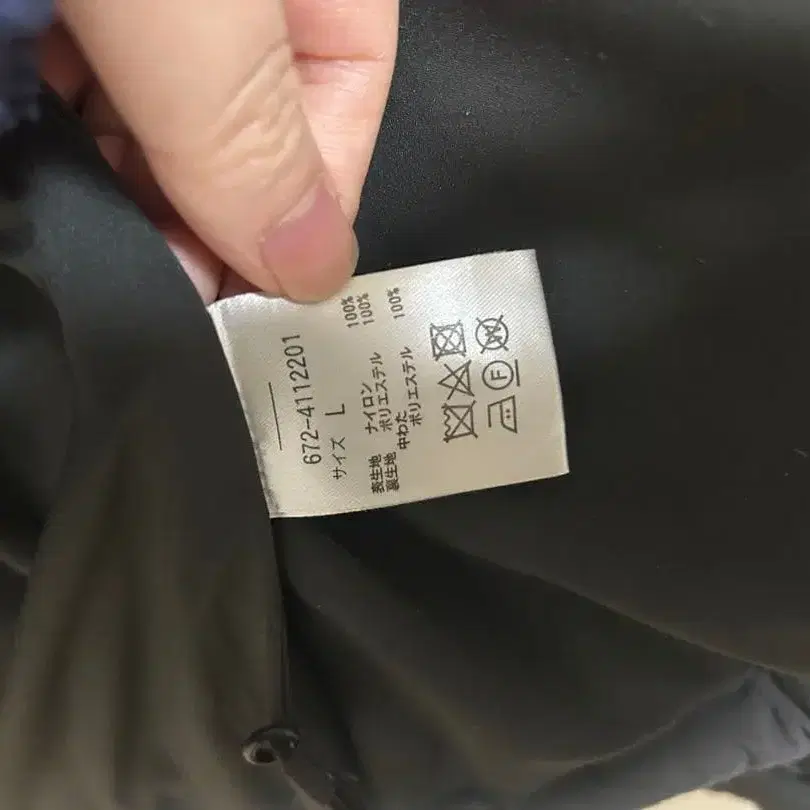 672-4112201
サイズ L
表生地 ナイロン 100%
裏生地 ポリエステル 100%
中わた
ポリエステル 100%
W
F